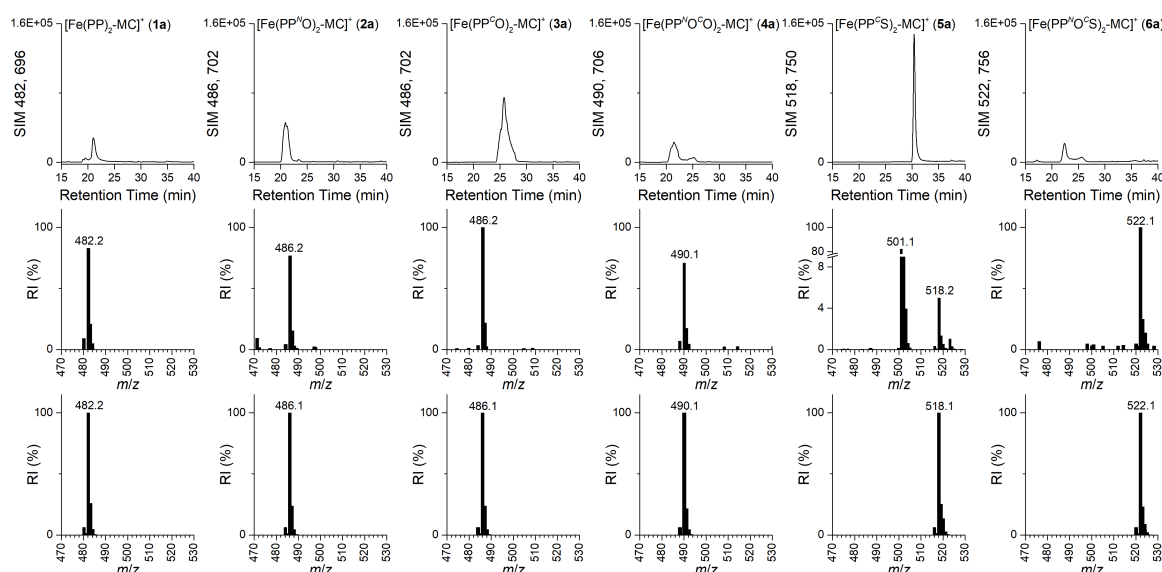 1.6E+05 [Fe(PP)₂-MC]⁺ (1a)
SIM 482, 696
0
15 20 25 30 35 40
Retention Time (min)
1.6E+05 [Fe(PPᴺO)₂-MC]⁺ (2a)
SIM 486, 702
0
15 20 25 30 35 40
Retention Time (min)
1.6E+05 [Fe(PPᶜO)₂-MC]⁺ (3a)
SIM 486, 702
0
15 20 25 30 35 40
Retention Time (min)
1.6E+05 [Fe(PPᴺOᶜO)₂-MC]⁺ (4a)
SIM 490, 706
0
15 20 25 30 35 40
Retention Time (min)
1.6E+05 [Fe(PPᶜS)₂-MC]⁺ (5a)
SIM 518, 750
0
15 20 25 30 35 40
Retention Time (min)
1.6E+05 [Fe(PPᴺOᶜS)₂-MC]⁺ (6a)
SIM 522, 756
0
15 20 25 30 35 40
Retention Time (min)
100
482.2
RI (%)
0
470 480 490 500 510 520 530
m/z
100
486.2
RI (%)
0
470 480 490 500 510 520 530
m/z
100
486.2
RI (%)
0
470 480 490 500 510 520 530
m/z
100
490.1
RI (%)
0
470 480 490 500 510 520 530
m/z
100
501.1
80
8
518.2
4
RI (%)
0
470 480 490 500 510 520 530
m/z
100
522.1
RI (%)
0
470 480 490 500 510 520 530
m/z
100
482.2
RI (%)
0
470 480 490 500 510 520 530
m/z
100
486.1
RI (%)
0
470 480 490 500 510 520 530
m/z
100
486.1
RI (%)
0
470 480 490 500 510 520 530
m/z
100
490.1
RI (%)
0
470 480 490 500 510 520 530
m/z
100
518.1
RI (%)
0
470 480 490 500 510 520 530
m/z
100
522.1
RI (%)
0
470 480 490 500 510 520 530
m/z